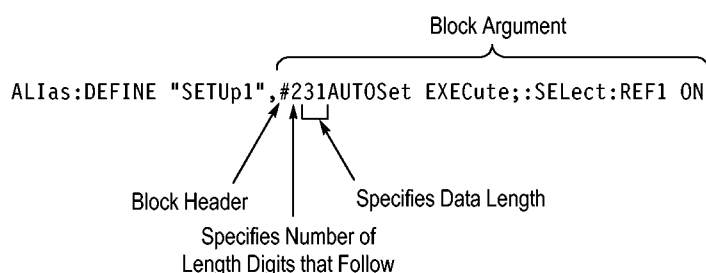 Block Argument
ALIas:DEFINE "SETUp1",#231AUTOSet EXECute;:SELect:REF1 ON
Block Header
Specifies Data Length
Specifies Number of
Length Digits that Follow